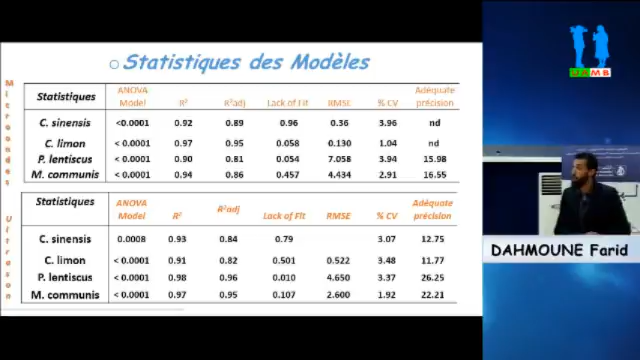 Statistiques des Modèles
Microondes
Statistiques ANOVA Model R² R²adj Lack of Fit RMSE % CV Adéquate précision
C. sinensis <0.0001 0.92 0.89 0.96 0.36 3.96 nd
C. limon < 0.0001 0.97 0.95 0.058 0.130 1.04 nd
P. lentiscus < 0.0001 0.90 0.81 0.054 7.058 3.94 15.98
M. communis < 0.0001 0.94 0.86 0.457 4.434 2.91 16.55
Ultrason
Statistiques ANOVA Model R² R²adj Lack of Fit RMSE % CV Adéquate précision
C. sinensis 0.0008 0.93 0.84 0.79 3.07 12.75
C. limon < 0.0001 0.91 0.82 0.501 0.522 3.48 11.77
P. lentiscus < 0.0001 0.98 0.96 0.010 4.650 3.37 26.25
M. communis < 0.0001 0.97 0.95 0.107 2.600 1.92 22.21
DAHMOUNE Farid